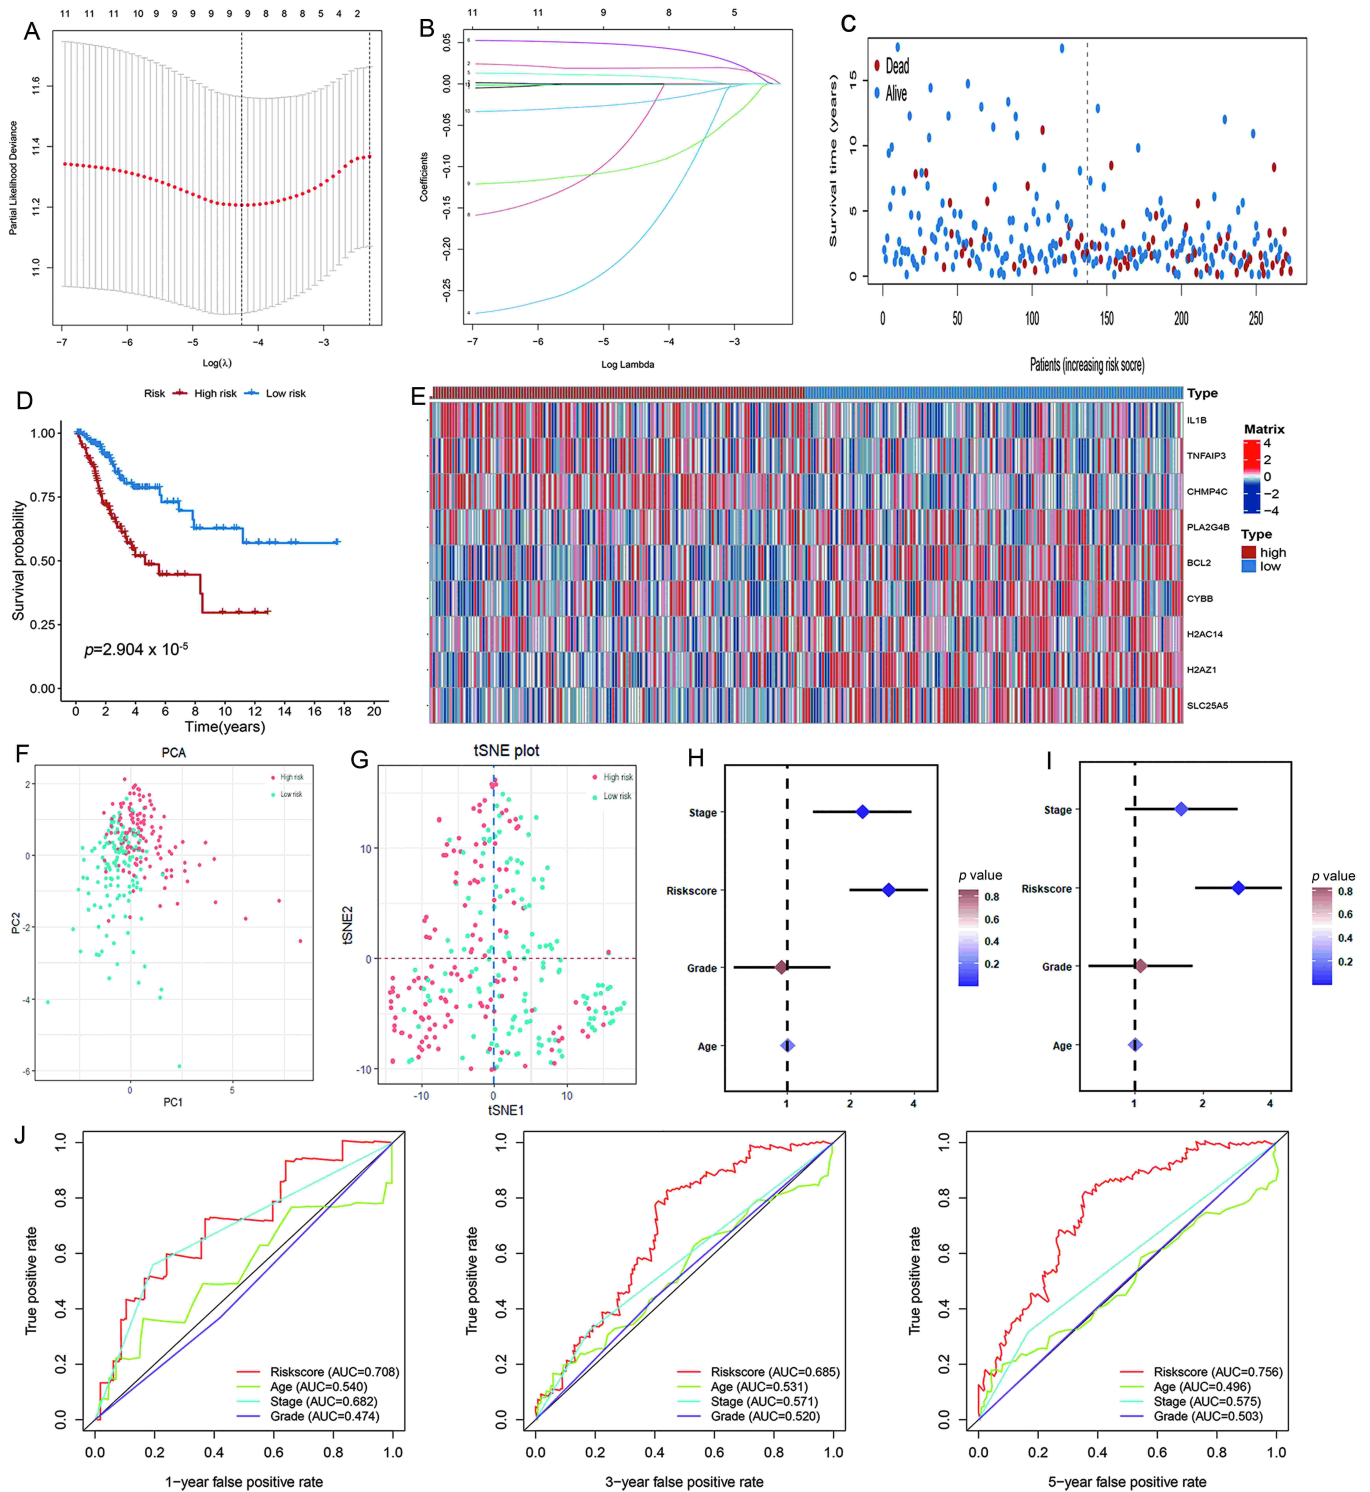 A
11 11 11 10 9 9 9 9 9 8 8 5 4 2
Partial Likelihood Deviance
11.6
11.4
11.2
11.0
−7 −6 −5 −4 −3
Log(λ)
B
11 11 9 8 5
Coefficients
0.05
0.00
−0.05
−0.10
−0.15
−0.20
−0.25
6
2
5
9
8
4
−7 −6 −5 −4 −3
Log Lambda
C
Survival time (years)
Dead
Alive
15
10
5
0
0 50 100 150 200 250
Patients (increasing risk socre)
D
Risk High risk Low risk
Survival probability
1.00
0.75
0.50
0.25
0.00
p=2.904 x 10-5
0 2 4 6 8 10 12 14 16 18 20
Time(years)
E
Type
IL1B
TNFAIP3
CHMP4C
PLA2G4B
BCL2
CYBB
H2AC14
H2AZ1
SLC25A5
Matrix
4
2
0
−2
−4
Type
high
low
F
PCA
High risk
Low risk
PC2
2
0
-2
-4
-6
0 5
PC1
G
tSNE plot
High risk
Low risk
tSNE2
10
0
-10
-10 0 10
tSNE1
H
Stage
Riskscore
Grade
Age
1 2 4
p value
0.8
0.6
0.4
0.2
I
Stage
Riskscore
Grade
Age
1 2 4
p value
0.8
0.6
0.4
0.2
J
True positive rate
1.0
0.8
0.6
0.4
0.2
0.0
Riskscore (AUC=0.708)
Age (AUC=0.540)
Stage (AUC=0.682)
Grade (AUC=0.474)
0.0 0.2 0.4 0.6 0.8 1.0
1−year false positive rate
True positive rate
1.0
0.8
0.6
0.4
0.2
0.0
Riskscore (AUC=0.685)
Age (AUC=0.531)
Stage (AUC=0.571)
Grade (AUC=0.520)
0.0 0.2 0.4 0.6 0.8 1.0
3−year false positive rate
True positive rate
1.0
0.8
0.6
0.4
0.2
0.0
Riskscore (AUC=0.756)
Age (AUC=0.496)
Stage (AUC=0.575)
Grade (AUC=0.503)
0.0 0.2 0.4 0.6 0.8 1.0
5−year false positive rate